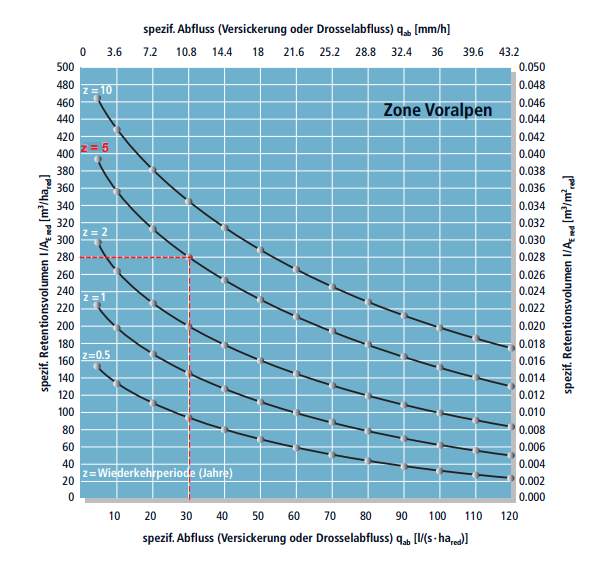 spezif. Abfluss (Versickerung oder Drosselabfluss) qab [mm/h]
0 3.6 7.2 10.8 14.4 18 21.6 25.2 28.8 32.4 36 39.6 43.2
500 0.050
480 z = 10 0.048
460 0.046
440 Zone Voralpen 0.044
420 0.042
400 z = 5 0.040
380 0.038
360 0.036
340 0.034
320 0.032
300 z = 2 0.030
280 0.028
260 0.026
240 0.024
220 z = 1 0.022
200 0.020
180 0.018
160 z=0.5 0.016
140 0.014
120 0.012
100 0.010
80 0.008
60 0.006
40 0.004
20 z=Wiederkehrperiode (Jahre) 0.002
0 0.000
spezif. Retentionsvolumen I/AE red [m³/hared]
spezif. Retentionsvolumen I/AE red [m³/m²red]
10 20 30 40 50 60 70 80 90 100 110 120
spezif. Abfluss (Versickerung oder Drosselabfluss) qab [l/(s·hared)]